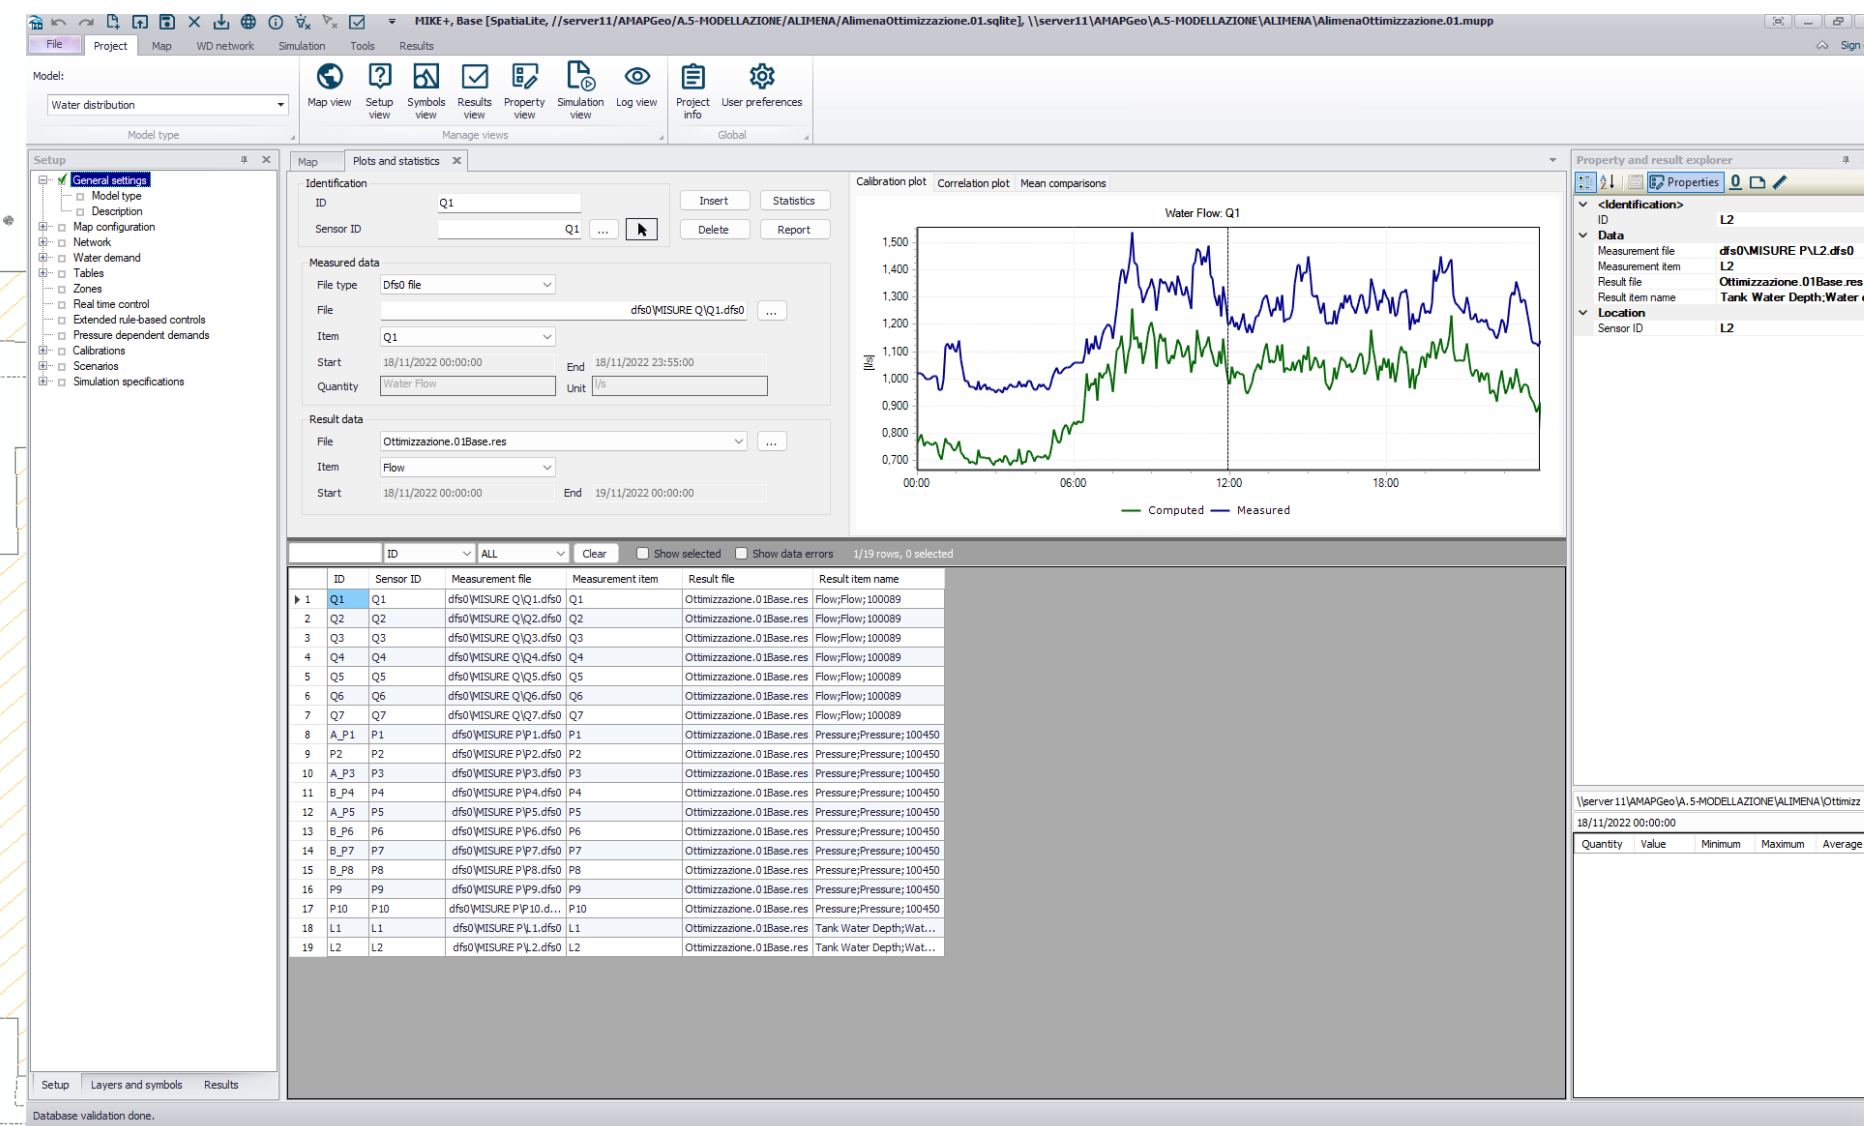 MIKE+, Base [SpatiaLite, //server11/AMAPGeo/A.5-MODELLAZIONE/ALIMENA/AlimenaOttimizzazione.01.sqlite], \\server11\AMAPGeo\A.5-MODELLAZIONE\ALIMENA\AlimenaOttimizzazione.01.mupp
File Project Map WD network Simulation Tools Results Sign
Model:
Water distribution
Model type
Map view Setup view Symbols view Results view Property view Simulation view Log view
Manage views
Project info User preferences
Global
Setup
General settings
Model type
Description
Map configuration
Network
Water demand
Tables
Zones
Real time control
Extended rule-based controls
Pressure dependent demands
Calibrations
Scenarios
Simulation specifications
Setup Layers and symbols Results
Map Plots and statistics
Identification
ID Q1
Sensor ID Q1 ...
Insert Statistics
Delete Report
Measured data
File type Dfs0 file
File dfs0\MISURE Q\Q1.dfs0 ...
Item Q1
Start 18/11/2022 00:00:00 End 18/11/2022 23:55:00
Quantity Water Flow Unit l/s
Result data
File Ottimizzazione.01Base.res ...
Item Flow
Start 18/11/2022 00:00:00 End 19/11/2022 00:00:00
Calibration plot Correlation plot Mean comparisons
Water Flow: Q1
1,500
1,400
1,300
1,200
1,100
1,000
0,900
0,800
0,700
[l/s]
00:00 06:00 12:00 18:00
Computed Measured
ID ALL Clear Show selected Show data errors 1/19 rows, 0 selected
ID Sensor ID Measurement file Measurement item Result file Result item name
1 Q1 Q1 dfs0\MISURE Q\Q1.dfs0 Q1 Ottimizzazione.01Base.res Flow;Flow;100089
2 Q2 Q2 dfs0\MISURE Q\Q2.dfs0 Q2 Ottimizzazione.01Base.res Flow;Flow;100089
3 Q3 Q3 dfs0\MISURE Q\Q3.dfs0 Q3 Ottimizzazione.01Base.res Flow;Flow;100089
4 Q4 Q4 dfs0\MISURE Q\Q4.dfs0 Q4 Ottimizzazione.01Base.res Flow;Flow;100089
5 Q5 Q5 dfs0\MISURE Q\Q5.dfs0 Q5 Ottimizzazione.01Base.res Flow;Flow;100089
6 Q6 Q6 dfs0\MISURE Q\Q6.dfs0 Q6 Ottimizzazione.01Base.res Flow;Flow;100089
7 Q7 Q7 dfs0\MISURE Q\Q7.dfs0 Q7 Ottimizzazione.01Base.res Flow;Flow;100089
8 A_P1 P1 dfs0\MISURE P\P1.dfs0 P1 Ottimizzazione.01Base.res Pressure;Pressure;100450
9 P2 P2 dfs0\MISURE P\P2.dfs0 P2 Ottimizzazione.01Base.res Pressure;Pressure;100450
10 A_P3 P3 dfs0\MISURE P\P3.dfs0 P3 Ottimizzazione.01Base.res Pressure;Pressure;100450
11 B_P4 P4 dfs0\MISURE P\P4.dfs0 P4 Ottimizzazione.01Base.res Pressure;Pressure;100450
12 A_P5 P5 dfs0\MISURE P\P5.dfs0 P5 Ottimizzazione.01Base.res Pressure;Pressure;100450
13 B_P6 P6 dfs0\MISURE P\P6.dfs0 P6 Ottimizzazione.01Base.res Pressure;Pressure;100450
14 B_P7 P7 dfs0\MISURE P\P7.dfs0 P7 Ottimizzazione.01Base.res Pressure;Pressure;100450
15 B_P8 P8 dfs0\MISURE P\P8.dfs0 P8 Ottimizzazione.01Base.res Pressure;Pressure;100450
16 P9 P9 dfs0\MISURE P\P9.dfs0 P9 Ottimizzazione.01Base.res Pressure;Pressure;100450
17 P10 P10 dfs0\MISURE P\P10.d... P10 Ottimizzazione.01Base.res Pressure;Pressure;100450
18 L1 L1 dfs0\MISURE P\L1.dfs0 L1 Ottimizzazione.01Base.res Tank Water Depth;Wat...
19 L2 L2 dfs0\MISURE P\L2.dfs0 L2 Ottimizzazione.01Base.res Tank Water Depth;Wat...
Property and result explorer
Properties
<Identification>
ID L2
Data
Measurement file dfs0\MISURE P\L2.dfs0
Measurement item L2
Result file Ottimizzazione.01Base.res
Result item name Tank Water Depth;Water
Location
Sensor ID L2
\\server11\AMAPGeo\A.5-MODELLAZIONE\ALIMENA\Ottimizz
18/11/2022 00:00:00
Quantity Value Minimum Maximum Average
Database validation done.